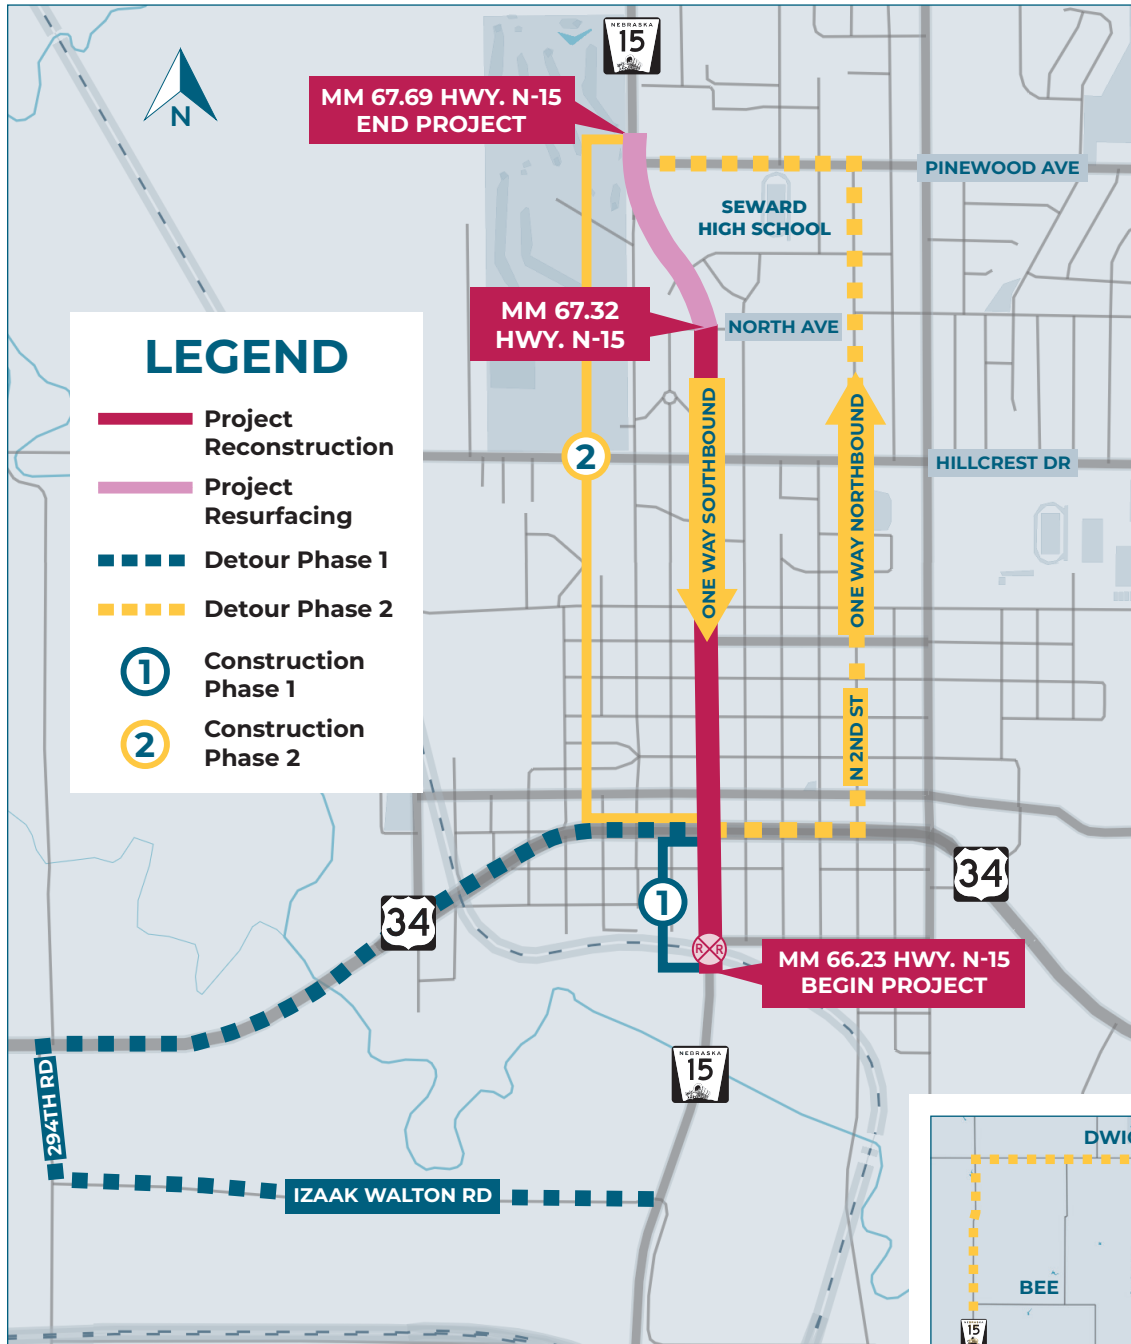 NEBRASKA
15
MM 67.69 HWY. N-15
END PROJECT
N
PINEWOOD AVE
SEWARD
HIGH SCHOOL
MM 67.32
HWY. N-15
NORTH AVE
LEGEND
Project
Reconstruction
Project
Resurfacing
Detour Phase 1
Detour Phase 2
1
Construction
Phase 1
2
Construction
Phase 2
2
ONE WAY SOUTHBOUND
ONE WAY NORTHBOUND
HILLCREST DR
N 2ND ST
34
34
1
R R
MM 66.23 HWY. N-15
BEGIN PROJECT
NEBRASKA
15
294TH RD
IZAAK WALTON RD
DWIG
BEE
15